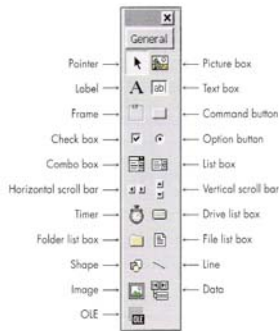 General
Pointer Picture box
Label A ab Text box
Frame Command button
Check box Option button
Combo box List box
Horizontal scroll bar Vertical scroll bar
Timer Drive list box
Folder list box File list box
Shape Line
Image Data
OLE OLE